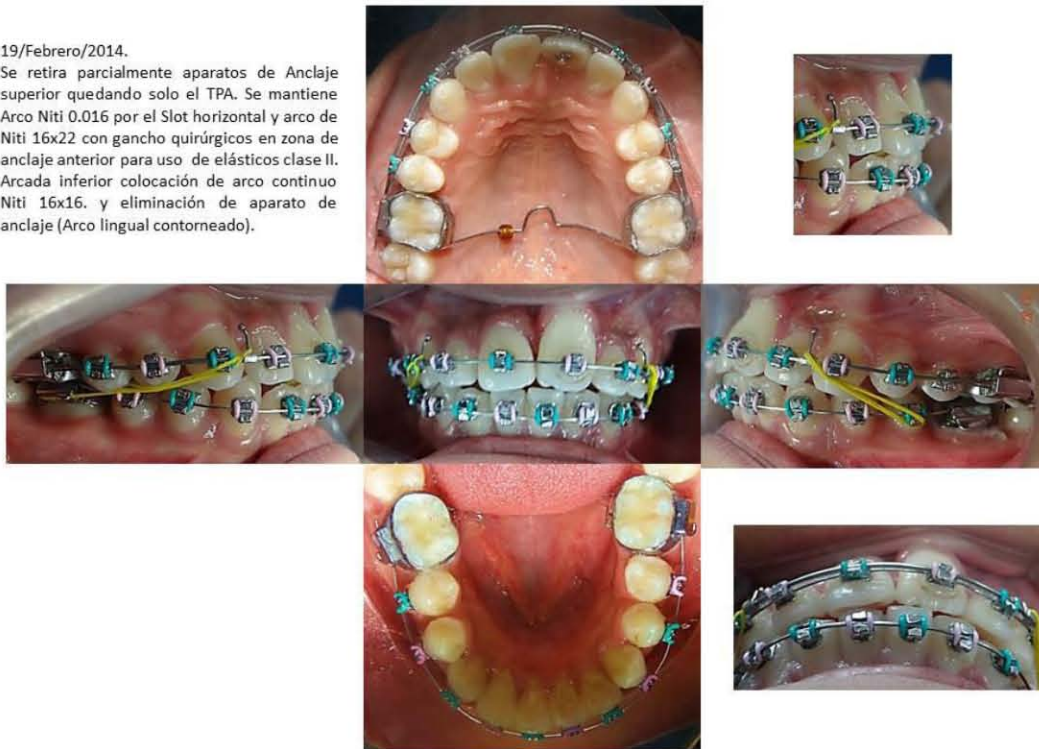 19/Febrero/2014.
Se retira parcialmente aparatos de Anclaje
superior quedando solo el TPA. Se mantiene
Arco Niti 0.016 por el Slot horizontal y arco de
Niti 16x22 con gancho quirúrgicos en zona de
anclaje anterior para uso de elásticos clase II.
Arcada inferior colocación de arco continuo
Niti 16x16. y eliminación de aparato de
anclaje (Arco lingual contorneado).